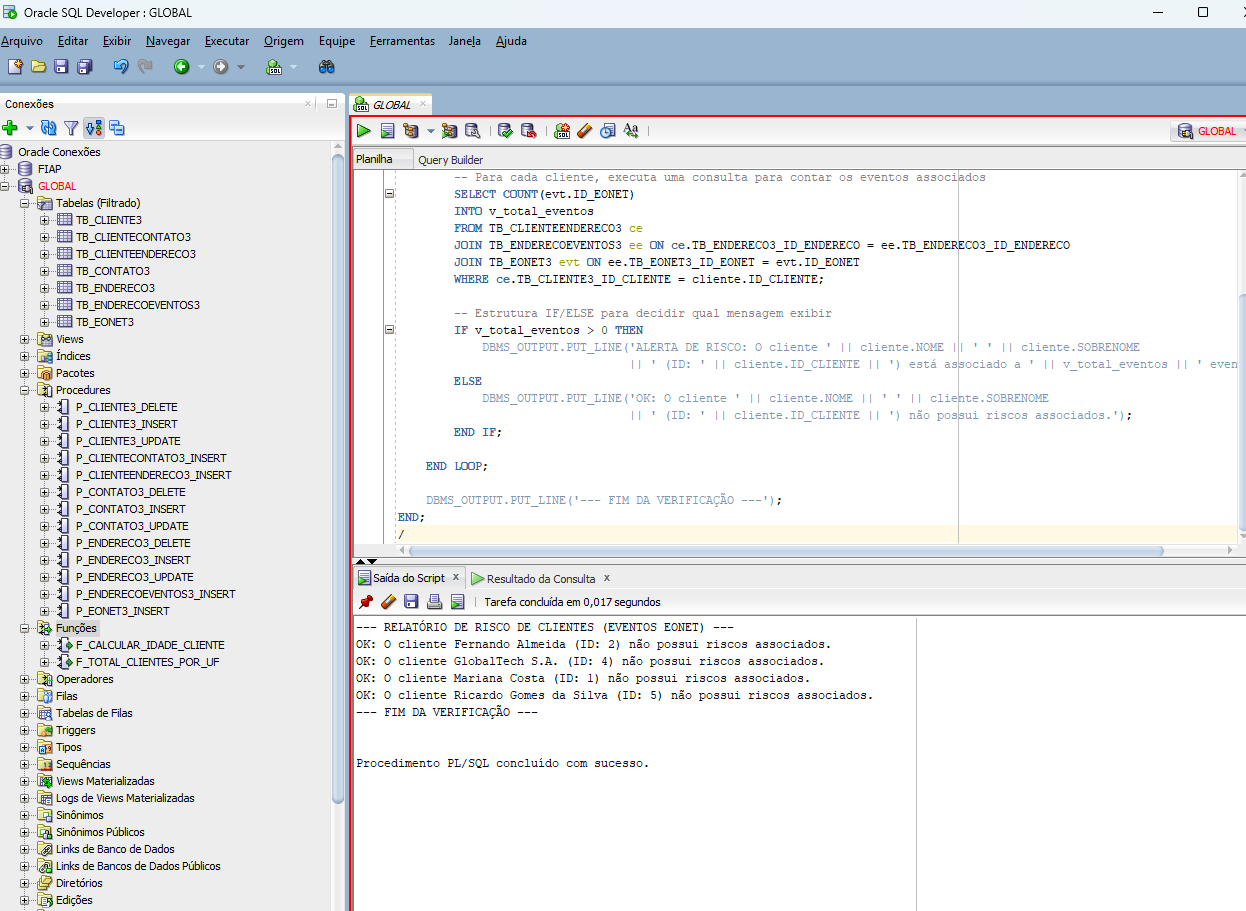 Oracle SQL Developer : GLOBAL
Arquivo Editar Exibir Navegar Executar Origem Equipe Ferramentas Janela Ajuda
Conexões
Oracle Conexões
FIAP
GLOBAL
Tabelas (Filtrado)
TB_CLIENTE3
TB_CLIENTECONTATO3
TB_CLIENTEENDERECO3
TB_CONTATO3
TB_ENDERECO3
TB_ENDERECOEVENTOS3
TB_EONET3
Views
Índices
Pacotes
Procedures
P_CLIENTE3_DELETE
P_CLIENTE3_INSERT
P_CLIENTE3_UPDATE
P_CLIENTECONTATO3_INSERT
P_CLIENTEENDERECO3_INSERT
P_CONTATO3_DELETE
P_CONTATO3_INSERT
P_CONTATO3_UPDATE
P_ENDERECO3_DELETE
P_ENDERECO3_INSERT
P_ENDERECO3_UPDATE
P_ENDERECOEVENTOS3_INSERT
P_EONET3_INSERT
Funções
F_CALCULAR_IDADE_CLIENTE
F_TOTAL_CLIENTES_POR_UF
Operadores
Filas
Tabelas de Filas
Triggers
Tipos
Sequências
Views Materializadas
Logs de Views Materializadas
Sinônimos
Sinônimos Públicos
Links de Banco de Dados
Links de Bancos de Dados Públicos
Diretórios
Edições
GLOBAL
GLOBAL
Planilha Query Builder
-- Para cada cliente, executa uma consulta para contar os eventos associados
SELECT COUNT(evt.ID_EONET)
INTO v_total_eventos
FROM TB_CLIENTEENDERECO3 ce
JOIN TB_ENDERECOEVENTOS3 ee ON ce.TB_ENDERECO3_ID_ENDERECO = ee.TB_ENDERECO3_ID_ENDERECO
JOIN TB_EONET3 evt ON ee.TB_EONET3_ID_EONET = evt.ID_EONET
WHERE ce.TB_CLIENTE3_ID_CLIENTE = cliente.ID_CLIENTE;
-- Estrutura IF/ELSE para decidir qual mensagem exibir
IF v_total_eventos > 0 THEN
DBMS_OUTPUT.PUT_LINE('ALERTA DE RISCO: O cliente ' || cliente.NOME || ' ' || cliente.SOBRENOME
|| ' (ID: ' || cliente.ID_CLIENTE || ') está associado a ' || v_total_eventos || ' even
ELSE
DBMS_OUTPUT.PUT_LINE('OK: O cliente ' || cliente.NOME || ' ' || cliente.SOBRENOME
|| ' (ID: ' || cliente.ID_CLIENTE || ') não possui riscos associados.');
END IF;
END LOOP;
DBMS_OUTPUT.PUT_LINE('--- FIM DA VERIFICAÇÃO ---');
END;
/
Saída do Script x Resultado da Consulta x
Tarefa concluída em 0,017 segundos
--- RELATÓRIO DE RISCO DE CLIENTES (EVENTOS EONET) ---
OK: O cliente Fernando Almeida (ID: 2) não possui riscos associados.
OK: O cliente GlobalTech S.A. (ID: 4) não possui riscos associados.
OK: O cliente Mariana Costa (ID: 1) não possui riscos associados.
OK: O cliente Ricardo Gomes da Silva (ID: 5) não possui riscos associados.
--- FIM DA VERIFICAÇÃO ---
Procedimento PL/SQL concluído com sucesso.